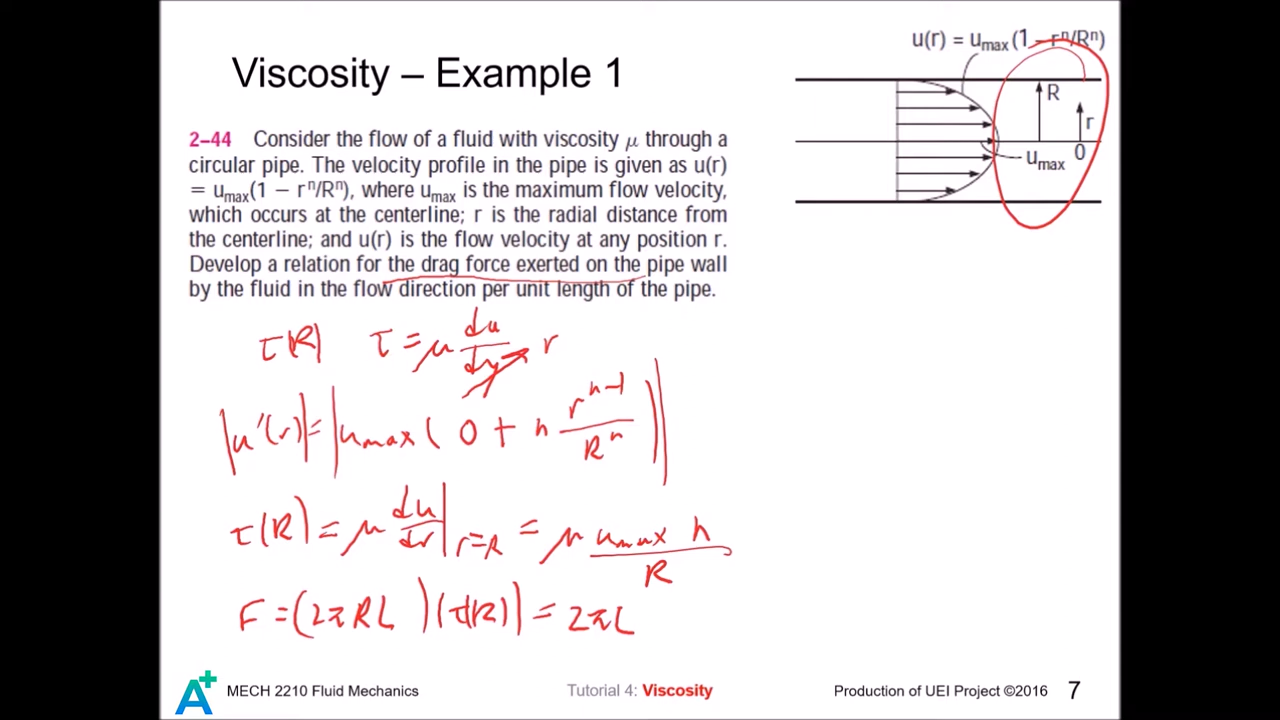 Viscosity – Example 1
u(r) = umax(1 – rⁿ/Rⁿ)
R
r
umax
0
2–44 Consider the flow of a fluid with viscosity μ through a
circular pipe. The velocity profile in the pipe is given as u(r)
= umax(1 – rⁿ/Rⁿ), where umax is the maximum flow velocity,
which occurs at the centerline; r is the radial distance from
the centerline; and u(r) is the flow velocity at any position r.
Develop a relation for the drag force exerted on the pipe wall
by the fluid in the flow direction per unit length of the pipe.
τ(R) τ = μ du/dy r
|u'(r)| = |umax(0 + n rⁿ⁻¹/Rⁿ)|
τ(R) = μ du/dr|r=R = μ umax n/R
F = (2πRL)(τ(R)) = 2πL
A+
MECH 2210 Fluid Mechanics
Tutorial 4: Viscosity
Production of UEI Project ©2016 7